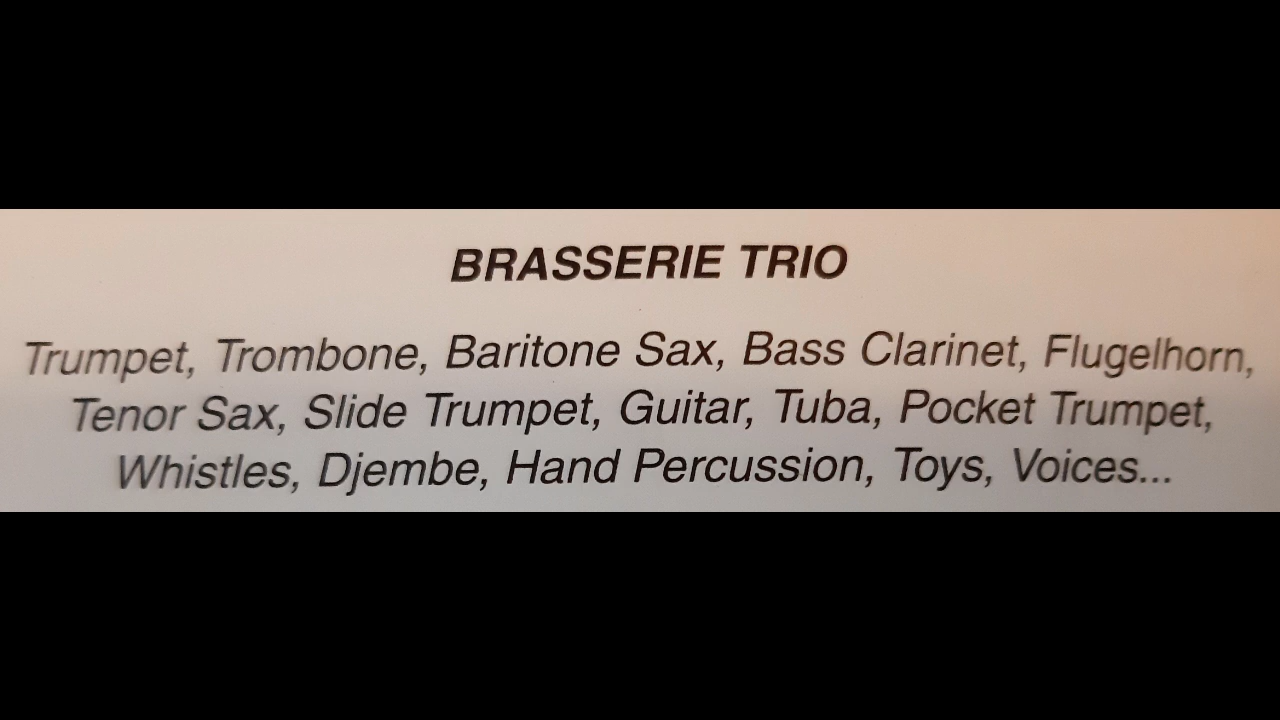 BRASSERIE TRIO
Trumpet, Trombone, Baritone Sax, Bass Clarinet, Flugelhorn,
Tenor Sax, Slide Trumpet, Guitar, Tuba, Pocket Trumpet,
Whistles, Djembe, Hand Percussion, Toys, Voices...